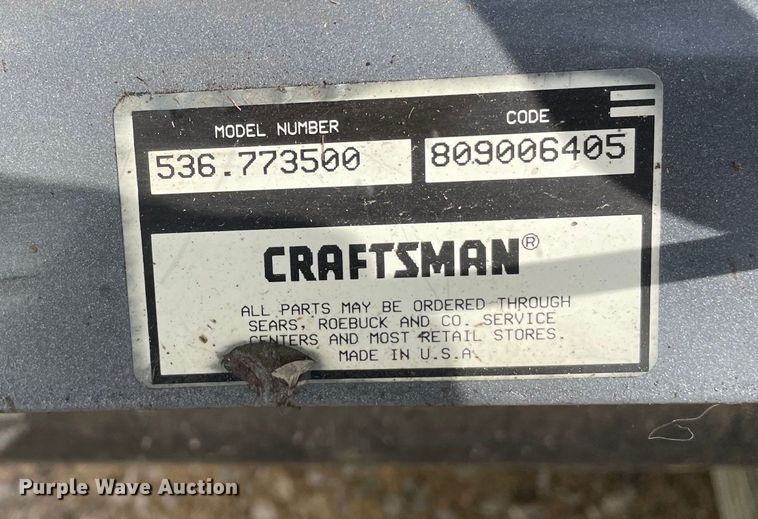 MODEL NUMBER
CODE
536.773500
809006405
CRAFTSMAN®
ALL PARTS MAY BE ORDERED THROUGH
SEARS, ROEBUCK AND CO. SERVICE
CENTERS AND MOST RETAIL STORES.
MADE IN U.S.A
Purple Wave Auction